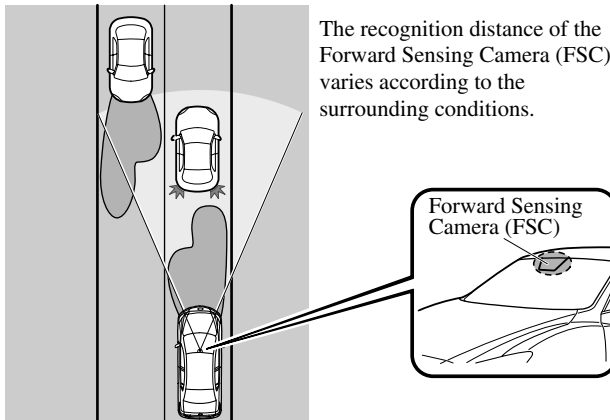 The recognition distance of the
Forward Sensing Camera (FSC)
varies according to the
surrounding conditions.
Forward Sensing
Camera (FSC)